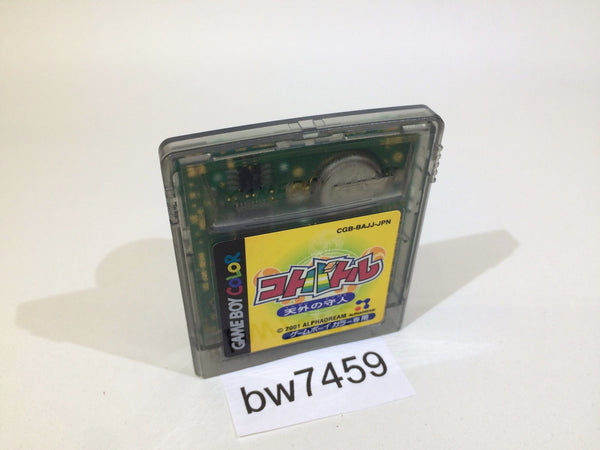 CGB-BAJJ-JPN
GAME BOY COLOR
コトバトル
天外の守人
© 2001 ALPHADREAM
ALPHADREAM
ゲームボーイカラー専用
bw7459